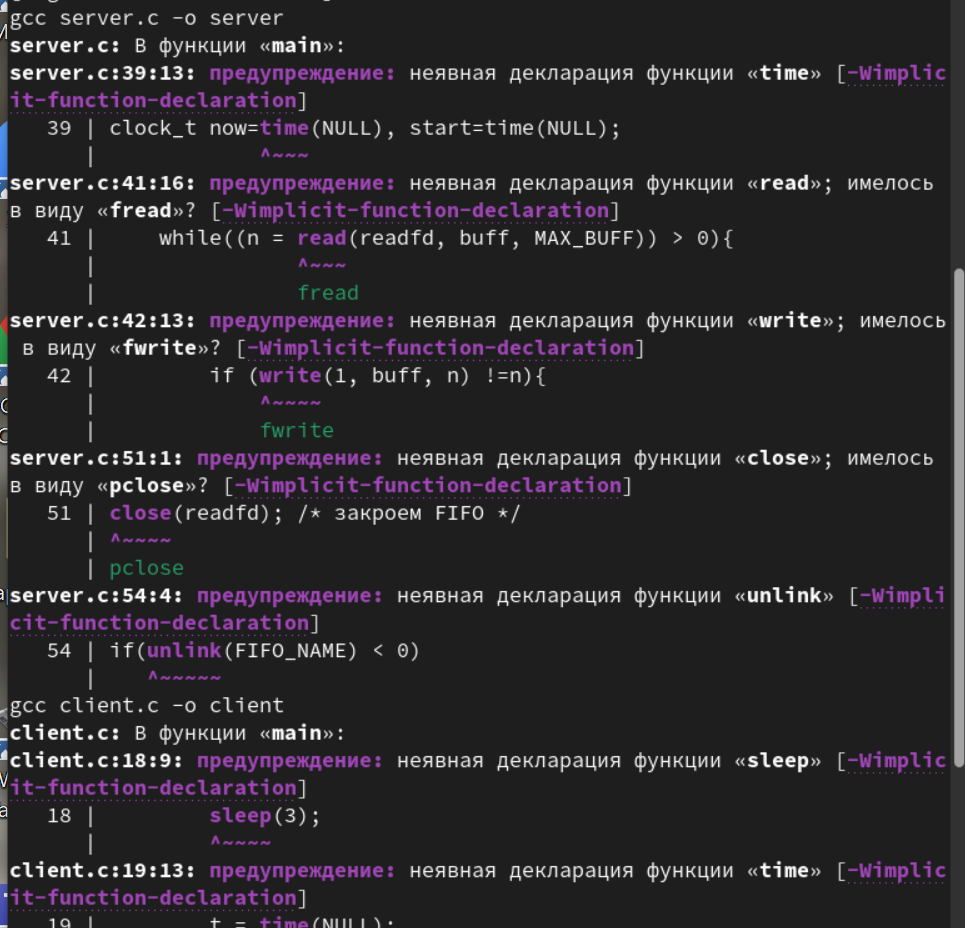 gcc server.c -o server
server.c: В функции «main»:
server.c:39:13: предупреждение: неявная декларация функции «time» [-Wimplic
it-function-declaration]
39 | clock_t now=time(NULL), start=time(NULL);
| ^~~~
server.c:41:16: предупреждение: неявная декларация функции «read»; имелось
в виду «fread»? [-Wimplicit-function-declaration]
41 | while((n = read(readfd, buff, MAX_BUFF)) > 0){
| ^~~~
| fread
server.c:42:13: предупреждение: неявная декларация функции «write»; имелось
в виду «fwrite»? [-Wimplicit-function-declaration]
42 | if (write(1, buff, n) !=n){
| ^~~~~
| fwrite
server.c:51:1: предупреждение: неявная декларация функции «close»; имелось
в виду «pclose»? [-Wimplicit-function-declaration]
51 | close(readfd); /* закроем FIFO */
| ^~~~~
| pclose
server.c:54:4: предупреждение: неявная декларация функции «unlink» [-Wimpli
cit-function-declaration]
54 | if(unlink(FIFO_NAME) < 0)
| ^~~~~~
gcc client.c -o client
client.c: В функции «main»:
client.c:18:9: предупреждение: неявная декларация функции «sleep» [-Wimplic
it-function-declaration]
18 | sleep(3);
| ^~~~~
client.c:19:13: предупреждение: неявная декларация функции «time» [-Wimplic
it-function-declaration]
19 | t = time(NULL);